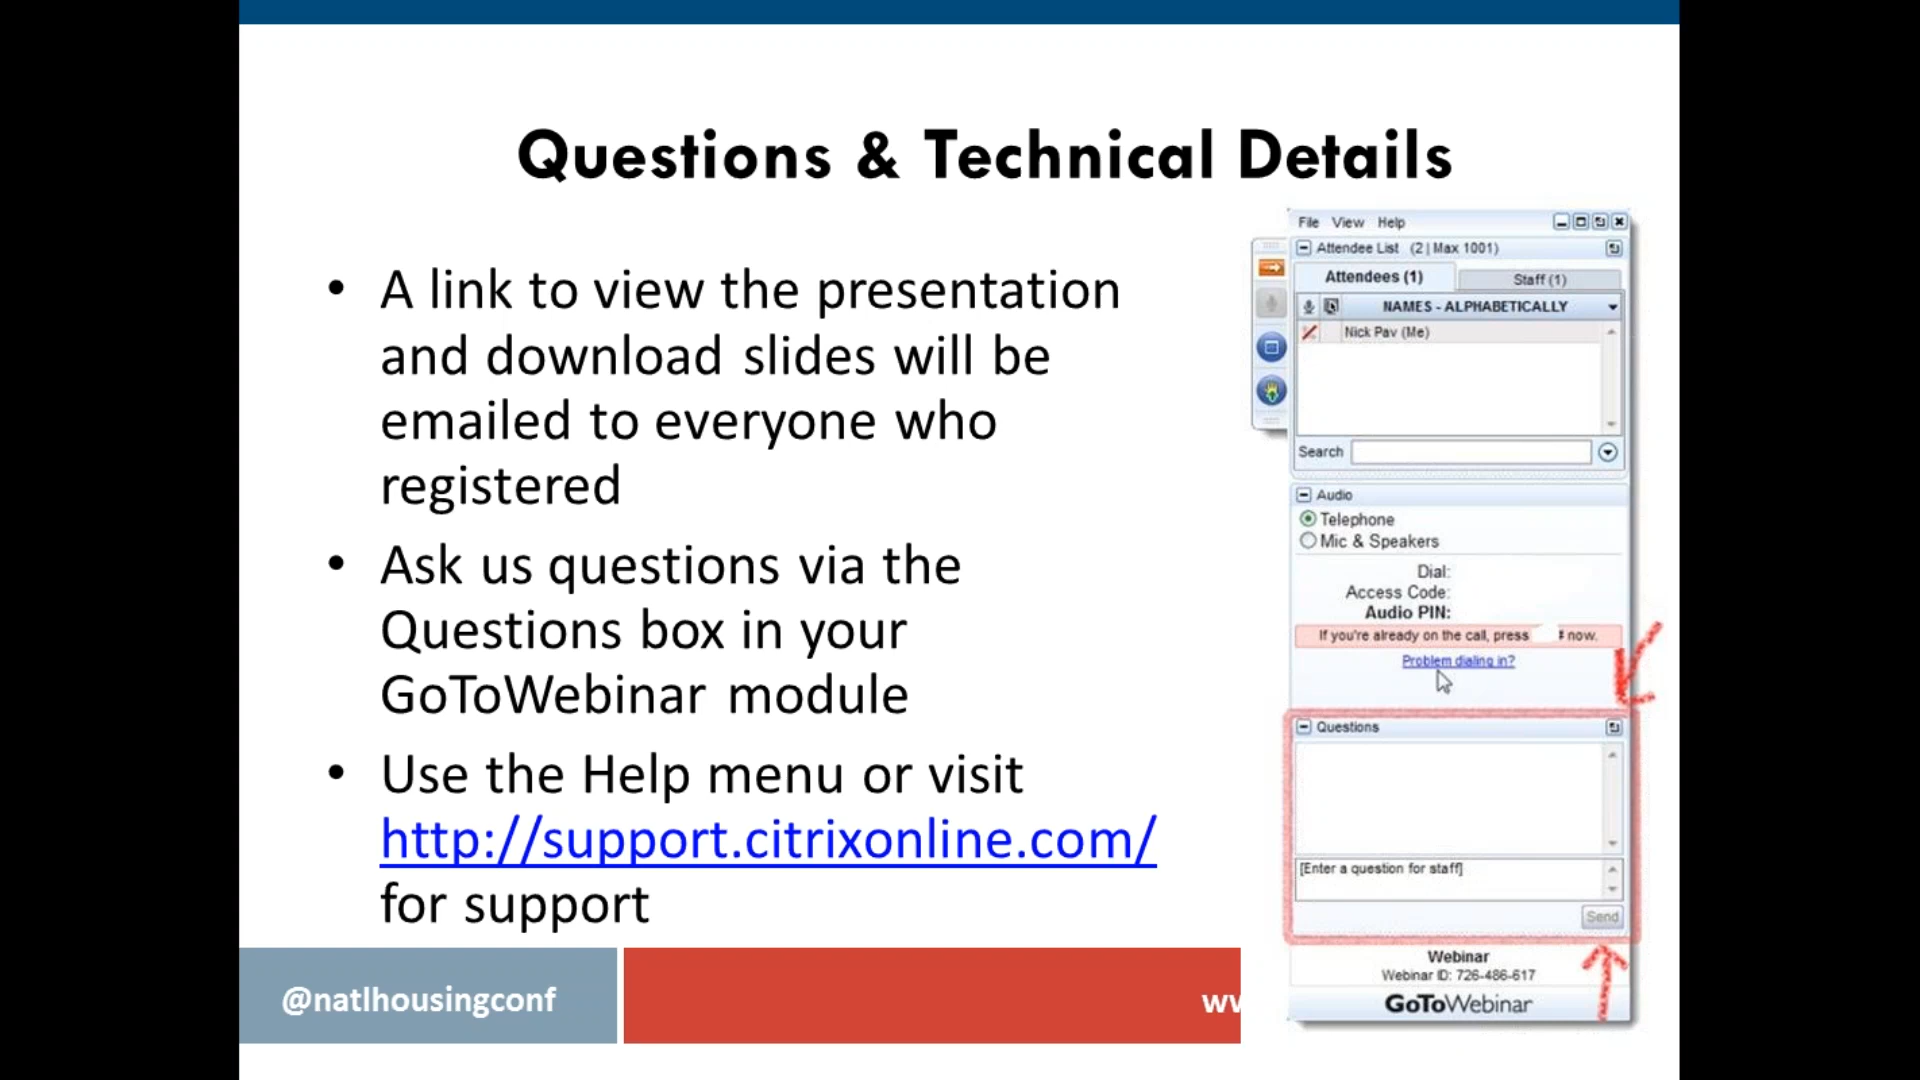 Questions & Technical Details
• A link to view the presentation
and download slides will be
emailed to everyone who
registered
• Ask us questions via the
Questions box in your
GoToWebinar module
• Use the Help menu or visit
http://support.citrixonline.com/
for support
@natlhousingconf
File View Help
Attendee List (2 | Max 1001)
Attendees (1) Staff (1)
NAMES - ALPHABETICALLY
Nick Pav (Me)
Search
Audio
Telephone
Mic & Speakers
Dial:
Access Code:
Audio PIN:
If you're already on the call, press now.
Problem dialing in?
Questions
[Enter a question for staff]
Send
Webinar
Webinar ID: 726-486-617
GoToWebinar